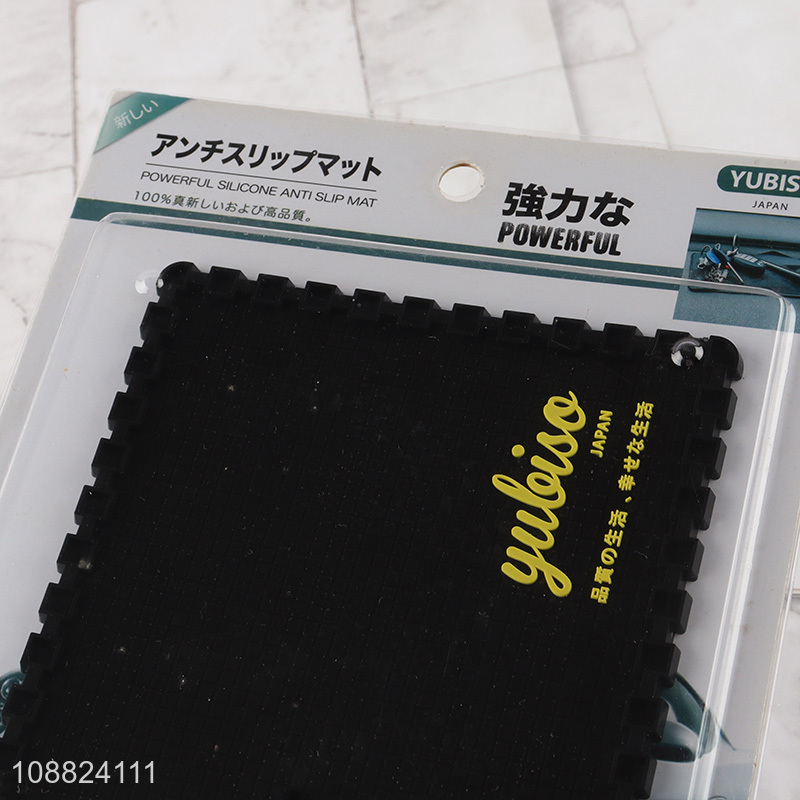 新しい
アンチスリップマット
POWERFUL SILICONE ANTI SLIP MAT
100%真新しいおよび高品質。
強力な
POWERFUL
YUBIS
JAPAN
yubiso
JAPAN
品質の生活、幸せな生活
108824111